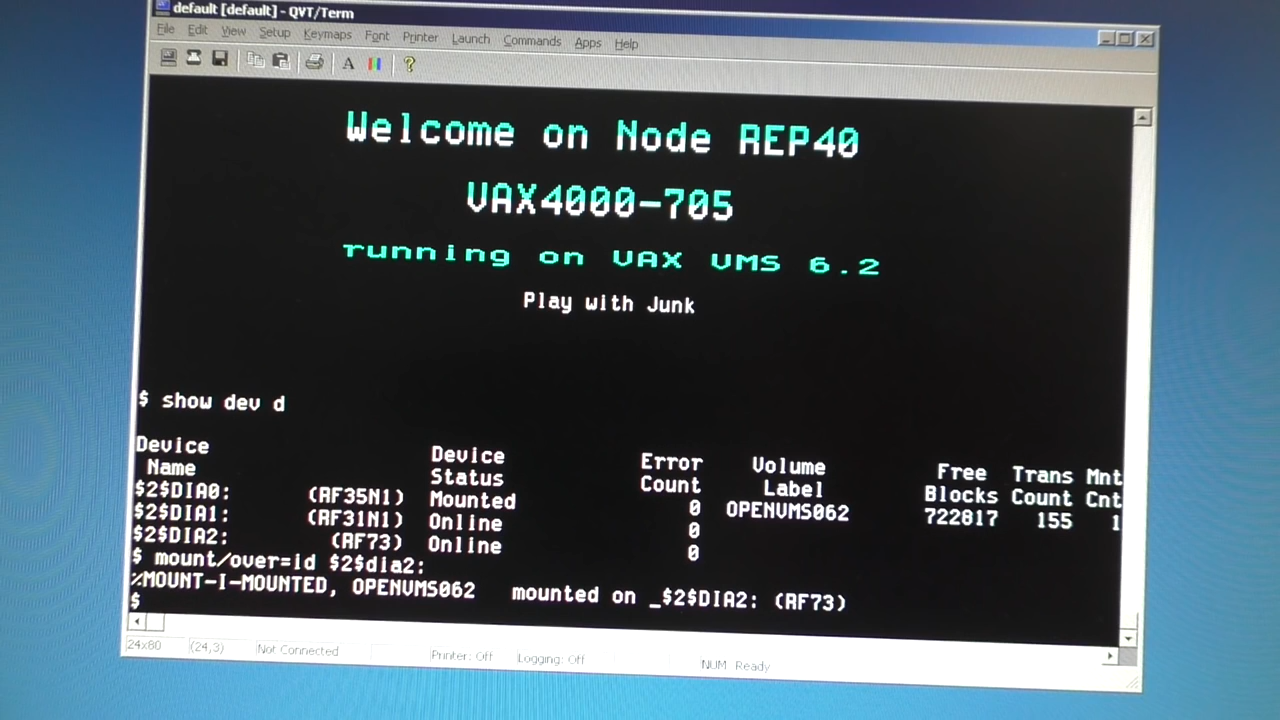 default [default] - QVT/Term
File Edit View Setup Keymaps Font Printer Launch Commands Apps Help
Welcome on Node REP40
VAX4000-705
running on VAX VMS 6.2
Play with Junk
$ show dev d
Device Device Error Volume Free Trans Mnt
Name Status Count Label Blocks Count Cnt
$2$DIA0: (RF35N1) Mounted 0 OPENVMS062 722817 155 1
$2$DIA1: (RF31N1) Online 0
$2$DIA2: (RF73) Online 0
$ mount/over=id $2$dia2:
%MOUNT-I-MOUNTED, OPENVMS062 mounted on _$2$DIA2: (RF73)
$
24x80 (24,3) Not Connected Printer: Off Logging: Off NUM Ready